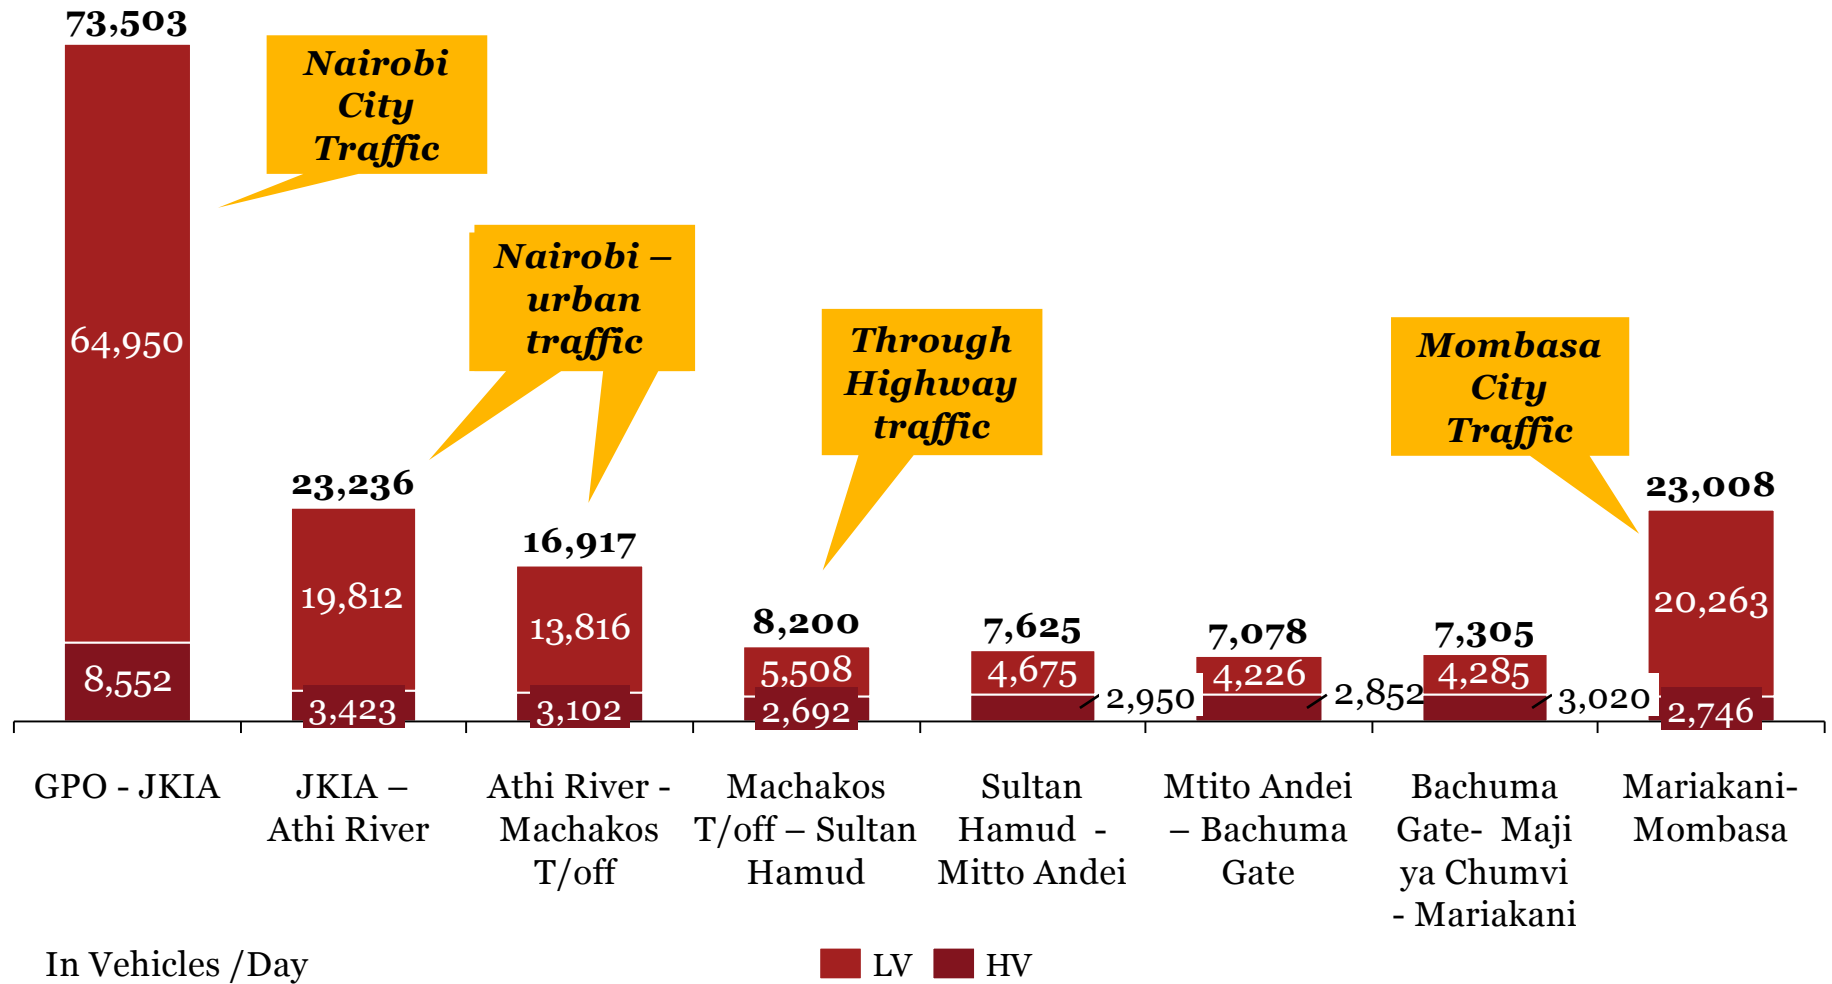 73,503
Nairobi
City
Traffic
Nairobi –
urban
traffic
Through
Highway
traffic
Mombasa
City
Traffic
64,950
8,552
23,236
19,812
3,423
16,917
13,816
3,102
8,200
5,508
2,692
7,625
4,675
2,950
7,078
4,226
2,852
7,305
4,285
3,020
23,008
20,263
2,746
GPO - JKIA
JKIA –
Athi River
Athi River -
Machakos
T/off
Machakos
T/off – Sultan
Hamud
Sultan
Hamud -
Mitto Andei
Mtito Andei
– Bachuma
Gate
Bachuma
Gate- Maji
ya Chumvi
- Mariakani
Mariakani-
Mombasa
In Vehicles /Day
LV
HV